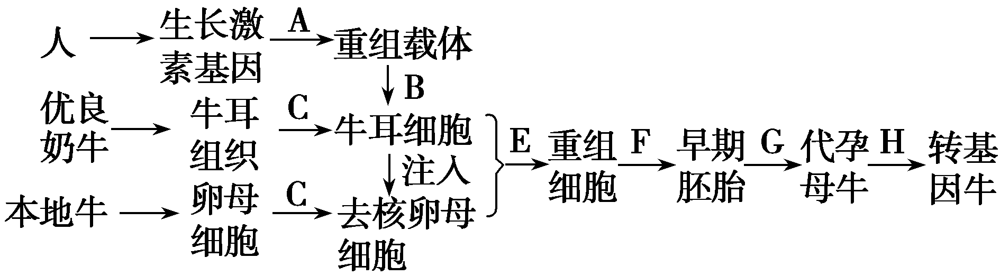 人
生长激
素基因
A
重组载体
B
优良
奶牛
牛耳
组织
C
牛耳细胞
注入
本地牛
卵母
细胞
C
去核卵母
细胞
E
重组
细胞
F
早期
胚胎
G
代孕
母牛
H
转基
因牛